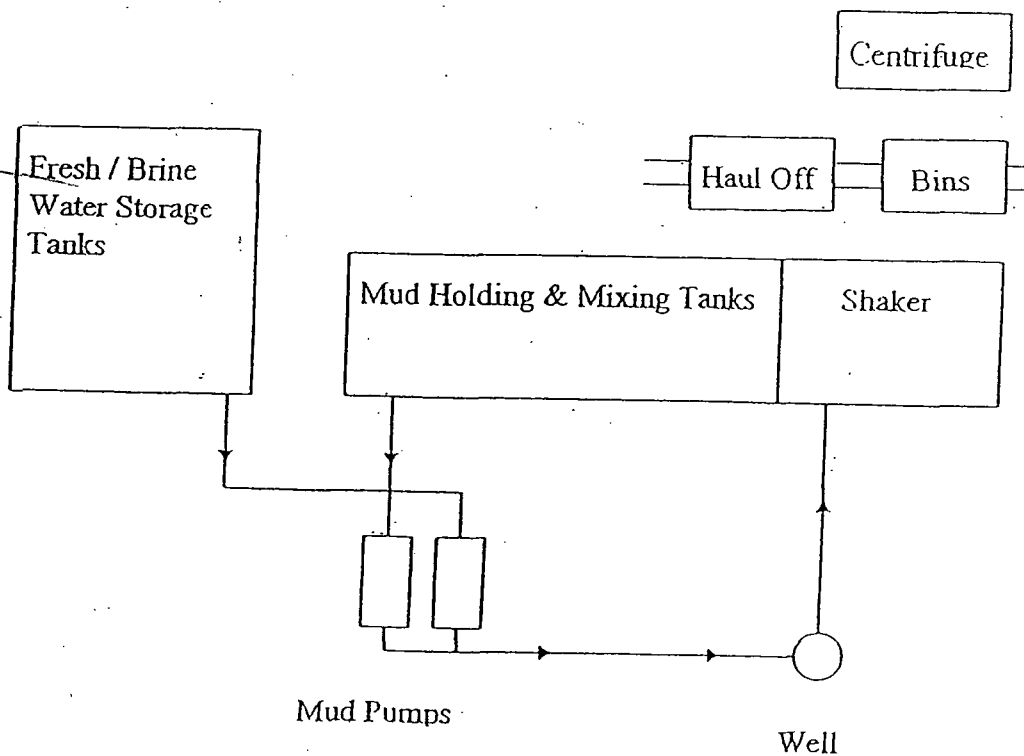 Centrifuge
Fresh / Brine
Water Storage
Tanks
Haul Off
Bins
Mud Holding & Mixing Tanks
Shaker
Mud Pumps
Well